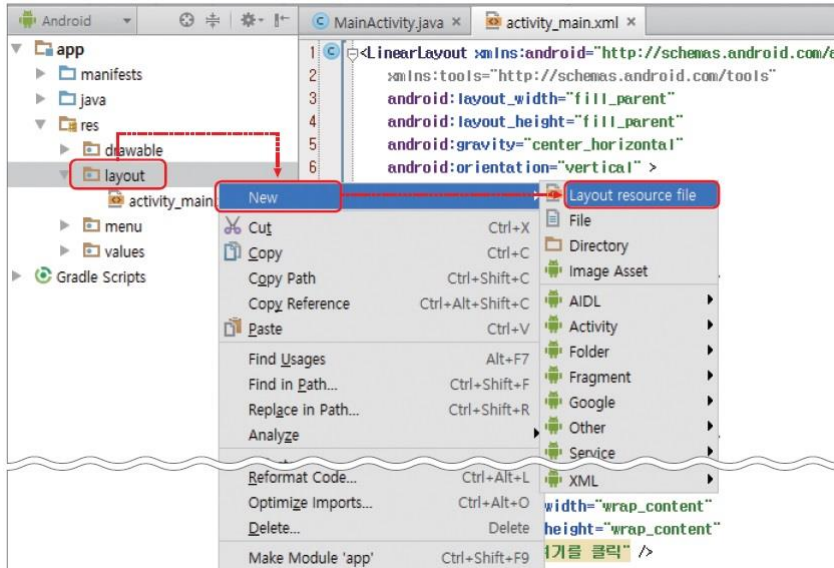 Android
MainActivity.java ×
activity_main.xml ×
app
manifests
java
res
drawable
layout
activity_main.
menu
values
Gradle Scripts
1 <LinearLayout xmlns:android="http://schemas.android.com/a
2 xmlns:tools="http://schemas.android.com/tools"
3 android:layout_width="fill_parent"
4 android:layout_height="fill_parent"
5 android:gravity="center_horizontal"
6 android:orientation="vertical" >
New
Cut Ctrl+X
Copy Ctrl+C
Copy Path Ctrl+Shift+C
Copy Reference Ctrl+Alt+Shift+C
Paste Ctrl+V
Find Usages Alt+F7
Find in Path... Ctrl+Shift+F
Replace in Path... Ctrl+Shift+R
Analyze
Reformat Code... Ctrl+Alt+L
Optimize Imports... Ctrl+Alt+O
Delete... Delete
Make Module 'app' Ctrl+Shift+F9
Layout resource file
File
Directory
Image Asset
AIDL
Activity
Folder
Fragment
Google
Other
Service
XML
width="wrap_content"
height="wrap_content"
기를 클릭" />